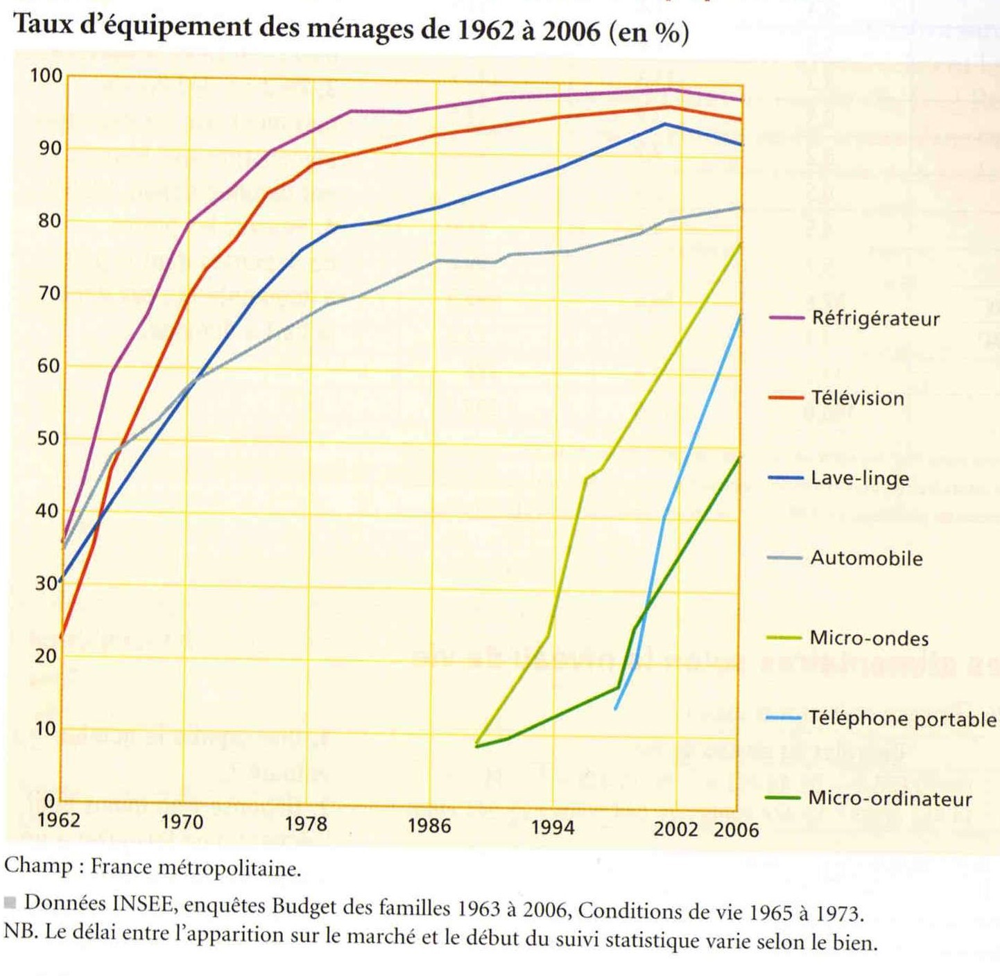 Taux d'équipement des ménages de 1962 à 2006 (en %)
100
90
80
70
60
50
40
30
20
10
0
1962 1970 1978 1986 1994 2002 2006
Réfrigérateur
Télévision
Lave-linge
Automobile
Micro-ondes
Téléphone portable
Micro-ordinateur
Champ : France métropolitaine.
Données INSEE, enquêtes Budget des familles 1963 à 2006, Conditions de vie 1965 à 1973.
NB. Le délai entre l'apparition sur le marché et le début du suivi statistique varie selon le bien.